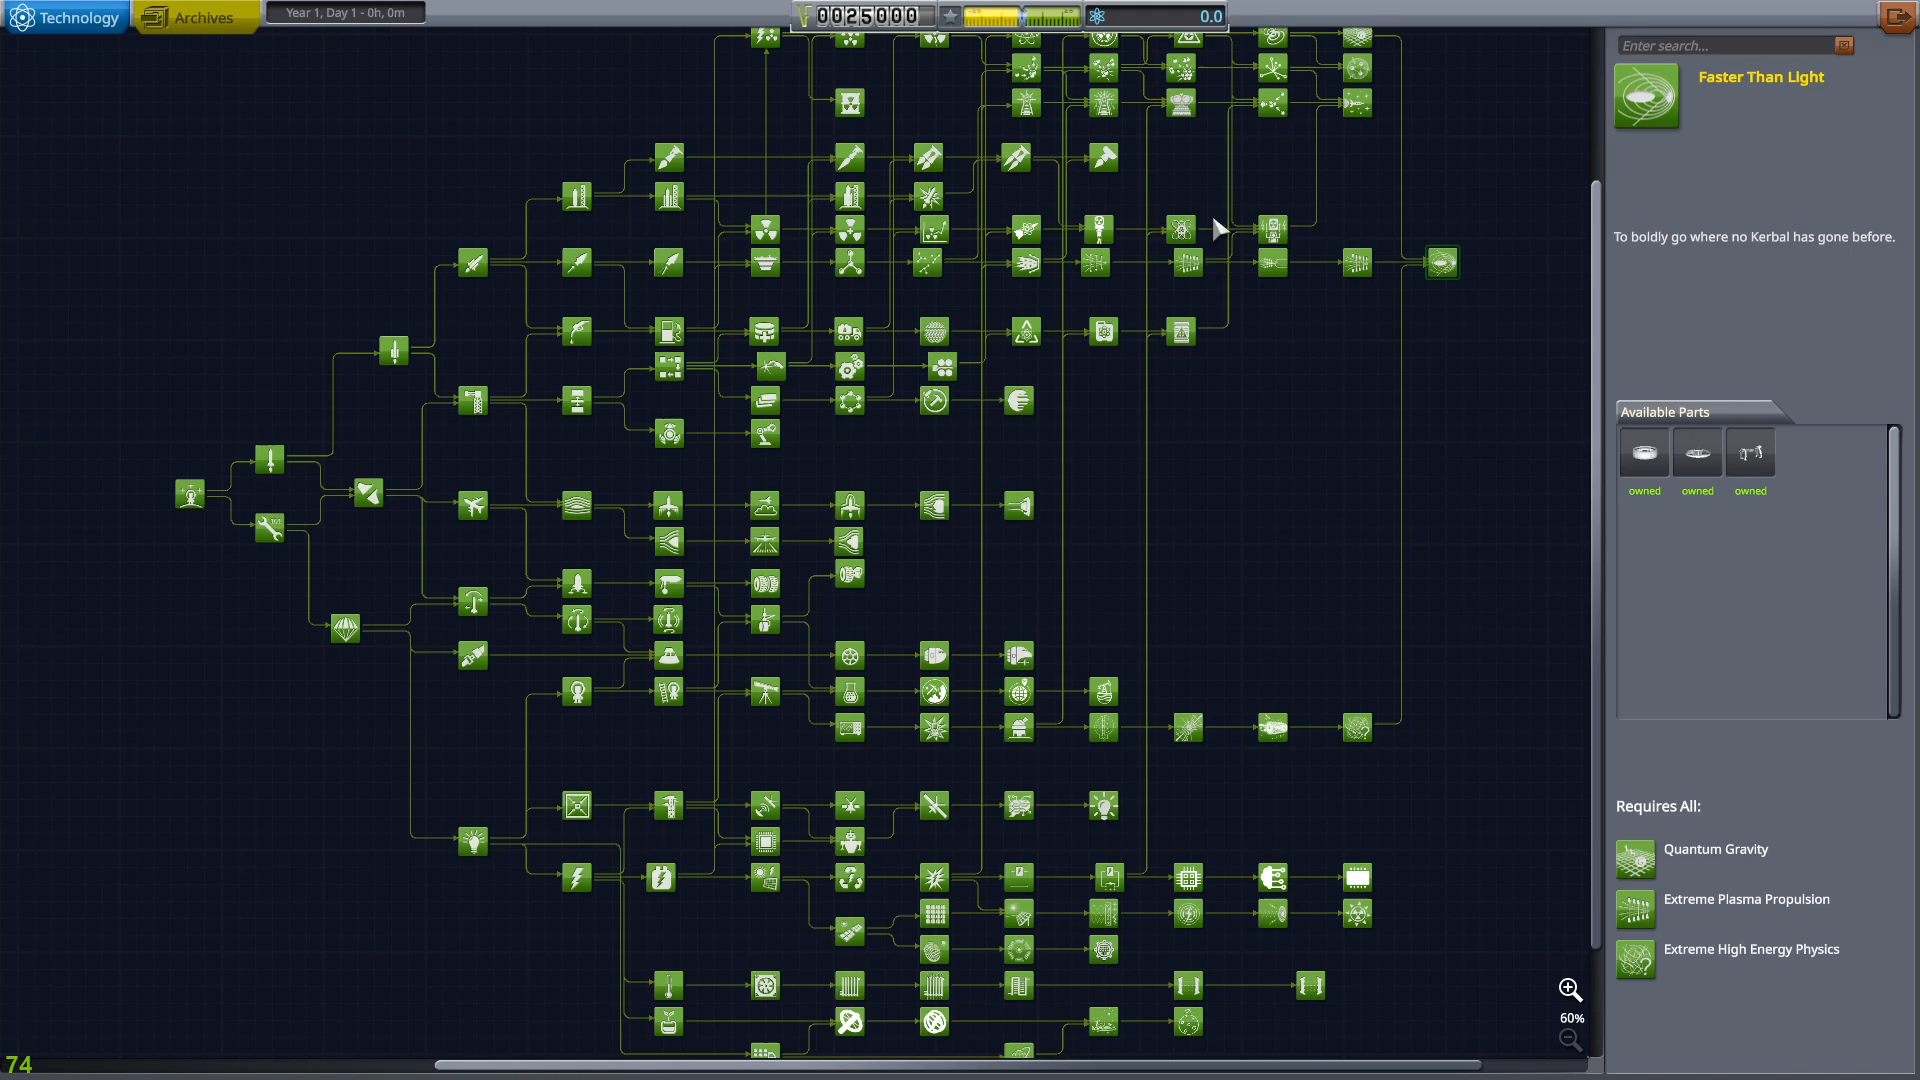 Technology
Archives
Year 1, Day 1 - 0h, 0m
0025000
0.0
Enter search...
Faster Than Light
To boldly go where no Kerbal has gone before.
Available Parts
owned owned owned
Requires All:
Quantum Gravity
Extreme Plasma Propulsion
Extreme High Energy Physics
60%
74